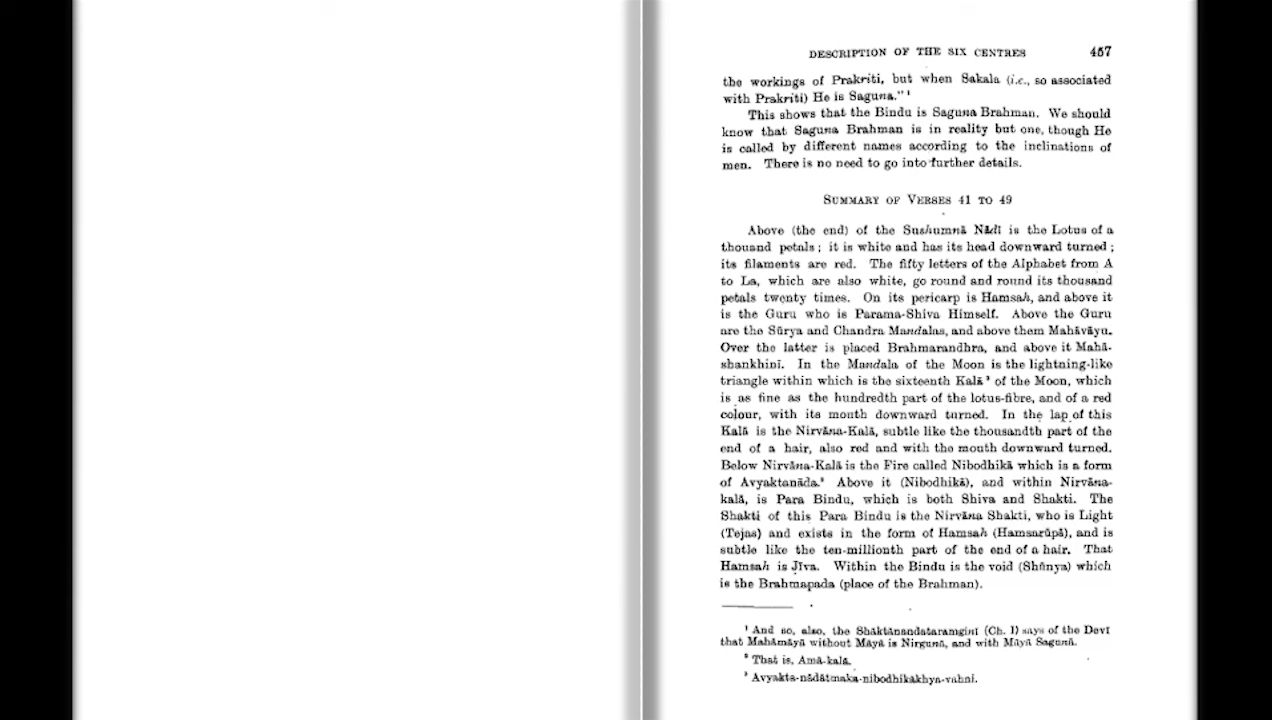 DESCRIPTION OF THE SIX CENTRES 457
the workings of Prakriti, but when Sakala (i.c., so associated
with Prakriti) He is Saguna." ¹
This shows that the Bindu is Saguna Brahman. We should
know that Saguna Brahman is in reality but one, though He
is called by different names according to the inclinations of
men. There is no need to go into further details.
SUMMARY OF VERSES 41 TO 49
Above (the end) of the Sushumnā Nādī is the Lotus of a
thouand petals ; it is white and has its head downward turned ;
its filaments are red. The fifty letters of the Alphabet from A
to La, which are also white, go round and round its thousand
petals twenty times. On its pericarp is Hamsah, and above it
is the Guru who is Parama-Shiva Himself. Above the Guru
are the Sūrya and Chandra Mandalas, and above them Mahāvāyu.
Over the latter is placed Brahmarandhra, and above it Mahā-
shankhinī. In the Mandala of the Moon is the lightning-like
triangle within which is the sixteenth Kalā ² of the Moon, which
is as fine as the hundredth part of the lotus-fibre, and of a red
colour, with its mouth downward turned. In the lap of this
Kalā is the Nirvāna-Kalā, subtle like the thousandth part of the
end of a hair, also red and with the mouth downward turned.
Below Nirvāna-Kalā is the Fire called Nibodhikā which is a form
of Avyaktanāda.³ Above it (Nibodhikā), and within Nirvāna-
kalā, is Para Bindu, which is both Shiva and Shakti. The
Shakti of this Para Bindu is the Nirvāna Shakti, who is Light
(Tejas) and exists in the form of Hamsah (Hamsarūpā), and is
subtle like the ten-millionth part of the end of a hair. That
Hamsah is Jīva. Within the Bindu is the void (Shūnya) which
is the Brahmapada (place of the Brahman).
¹ And so, also, the Shāktānandataramginī (Ch. I) says of the Devī
that Mahāmāyā without Māyā is Nirgunā, and with Māyā Sagunā.
² That is, Amā-kalā.
³ Avyakta-nādātmaka-nibodhikākhya-vahni.